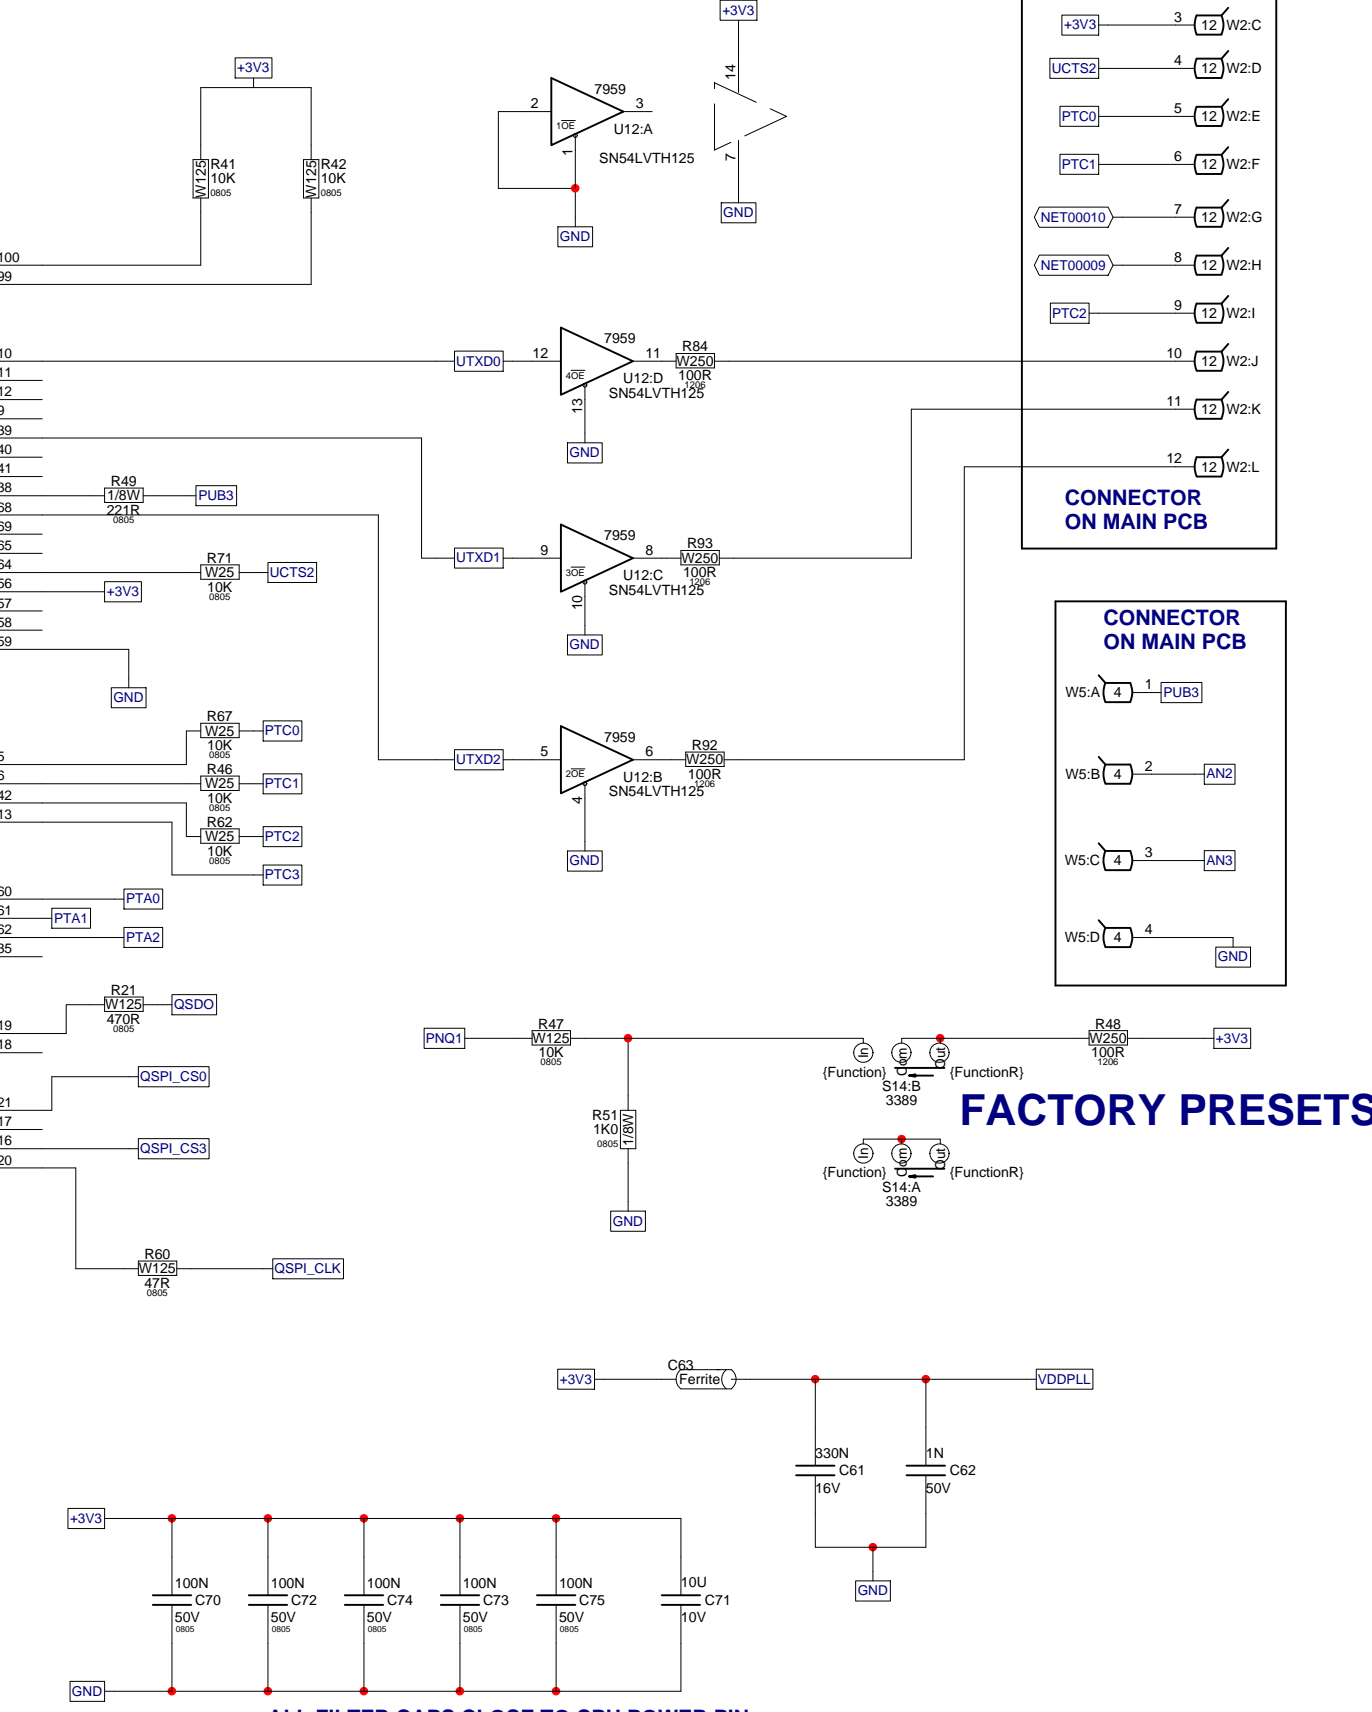 +3V3
R41
10K
0805
W125
R42
10K
0805
W125
100
99
2
7959
3
1OE
U12:A
1
SN54LVTH125
GND
+3V3
14
7
GND
+3V3
3
12
W2:C
UCTS2
4
12
W2:D
PTC0
5
12
W2:E
PTC1
6
12
W2:F
NET00010
7
12
W2:G
NET00009
8
12
W2:H
PTC2
9
12
W2:I
10
12
W2:J
11
12
W2:K
12
12
W2:L
CONNECTOR
ON MAIN PCB
10
11
12
9
39
40
41
38
68
69
65
64
56
57
58
59
UTXD0
12
7959
11
4OE
U12:D
SN54LVTH125
13
GND
R84
W250
100R
1206
R49
1/8W
221R
0805
PUB3
R71
W25
10K
0805
UCTS2
+3V3
GND
UTXD1
9
7959
8
3OE
U12:C
SN54LVTH125
10
GND
R93
W250
100R
1206
CONNECTOR
ON MAIN PCB
W5:A
4
1
PUB3
W5:B
4
2
AN2
W5:C
4
3
AN3
W5:D
4
4
GND
5
6
42
13
R67
W25
10K
0805
PTC0
R46
W25
10K
0805
PTC1
R62
W25
10K
0805
PTC2
PTC3
UTXD2
5
7959
6
2OE
U12:B
SN54LVTH125
4
GND
R92
W250
100R
1206
60
PTA0
61
PTA1
62
PTA2
35
R21
W125
470R
0805
QSDO
19
18
QSPI_CS0
21
17
16
QSPI_CS3
20
R60
W125
47R
0805
QSPI_CLK
PNQ1
R47
W125
10K
0805
R51
1K0
0805
1/8W
GND
In
Com
Out
{Function}
{FunctionR}
S14:B
3389
R48
W250
100R
1206
+3V3
FACTORY PRESETS
In
Com
Out
{Function}
{FunctionR}
S14:A
3389
+3V3
C63
Ferrite
VDDPLL
330N
C61
16V
1N
C62
50V
GND
+3V3
100N
C70
50V
0805
100N
C72
50V
0805
100N
C74
50V
0805
100N
C73
50V
0805
100N
C75
50V
0805
10U
C71
10V
GND
ALL FILTER CAPS CLOSE TO CPU POWER PIN